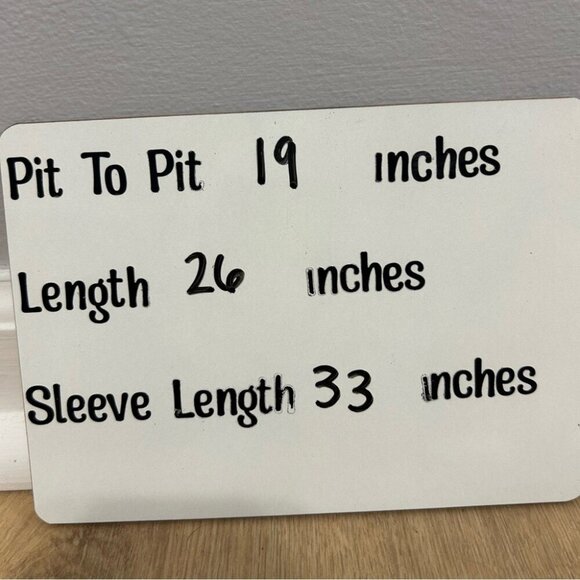 Pit To Pit 19 inches
Length 26 inches
Sleeve Length 33 inches